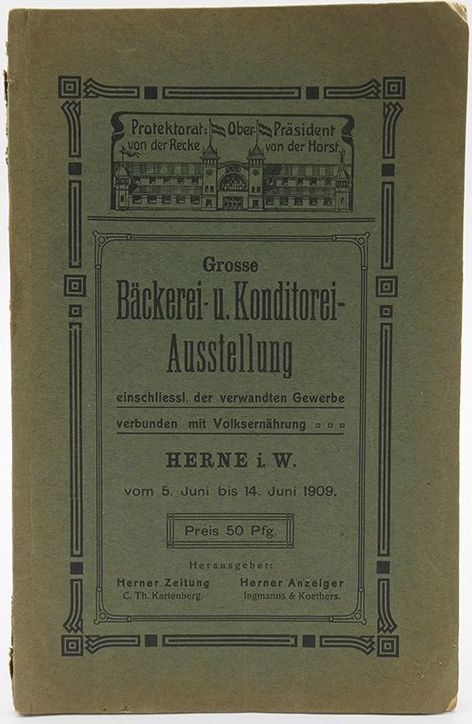 Protektorat: Ober-Präsident
von der Recke von der Horst.
Grosse
Bäckerei- u. Konditorei-
Ausstellung
einschliessl. der verwandten Gewerbe
verbunden mit Volksernährung
HERNE i. W.
vom 5. Juni bis 14. Juni 1909.
Preis 50 Pfg.
Herausgeber:
Herner Zeitung Herner Anzeiger
C. Th. Kartenberg. Ingmanns & Koethers.